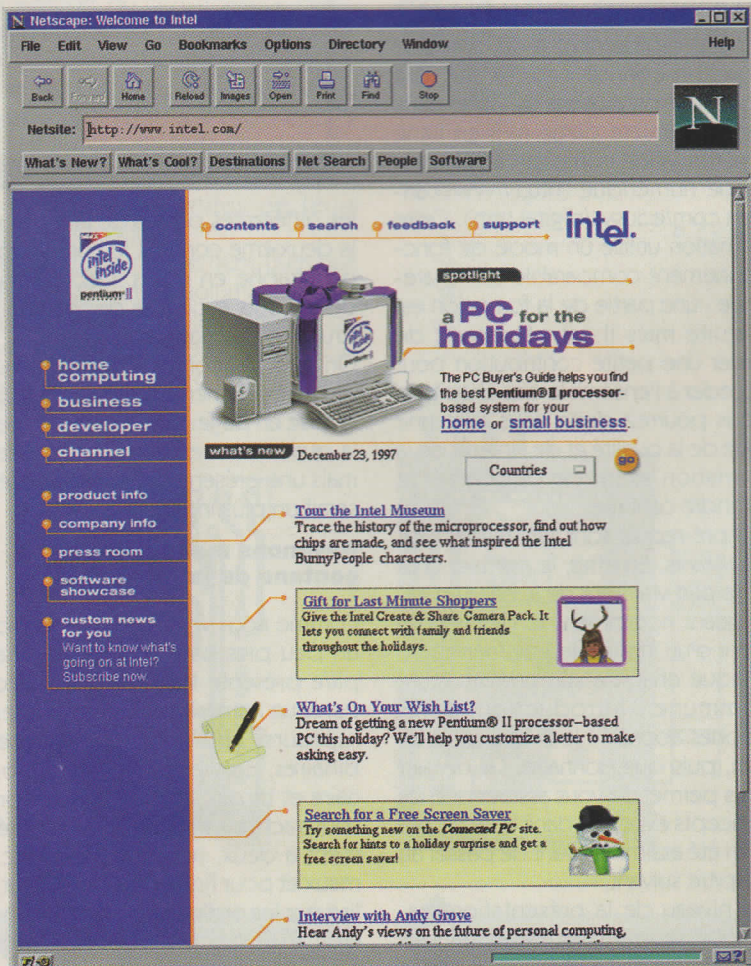 Netscape: Welcome to Intel
File Edit View Go Bookmarks Options Directory Window Help
Back Forward Home Reload Images Open Print Find Stop
Netsite: http://www.intel.com/
N
What's New? What's Cool? Destinations Net Search People Software
intel inside
pentium® II
contents search feedback support
intel.
home
computing
business
developer
channel
product info
company info
press room
software
showcase
custom news
for you
Want to know what's
going on at Intel?
Subscribe now.
spotlight
a PC for the
holidays
The PC Buyer's Guide helps you find
the best Pentium® II processor-
based system for your
home or small business.
what's new December 23, 1997
Countries go
Tour the Intel Museum
Trace the history of the microprocessor, find out how
chips are made, and see what inspired the Intel
BunnyPeople characters.
Gift for Last Minute Shoppers
Give the Intel Create & Share Camera Pack. It
lets you connect with family and friends
throughout the holidays.
What's On Your Wish List?
Dream of getting a new Pentium® II processor–based
PC this holiday? We'll help you customize a letter to make
asking easy.
Search for a Free Screen Saver
Try something new on the Connected PC site.
Search for hints to a holiday surprise and get a
free screen saver!
Interview with Andy Grove
Hear Andy's views on the future of personal computing,